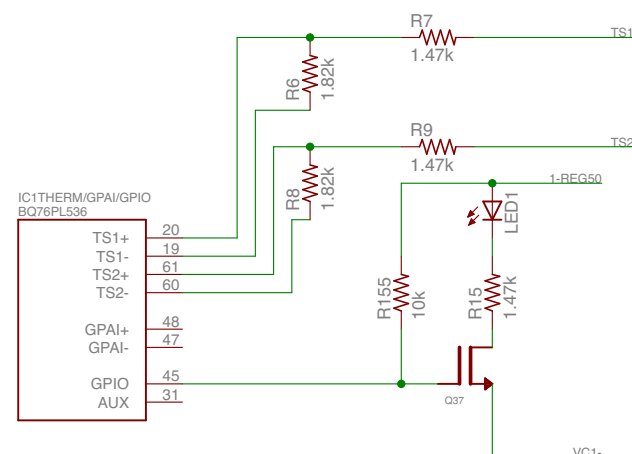 R7
TS1
1.47k
R6
1.82k
R9
TS2
1.47k
R8
1.82k
1-REG50
LED1
IC1THERM/GPAI/GPIO
BQ76PL536
TS1+ 20
TS1- 19
TS2+ 61
TS2- 60
R155
10k
R15
1.47k
GPAI+ 48
GPAI- 47
GPIO 45
AUX 31
Q37
VC1-